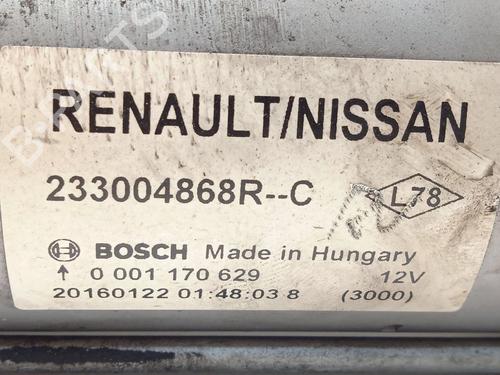 RENAULT/NISSAN
233004868R--C
L78
BOSCH Made in Hungary
0 001 170 629 12V
20160122 01:48:03 8 (3000)
B-PARTS